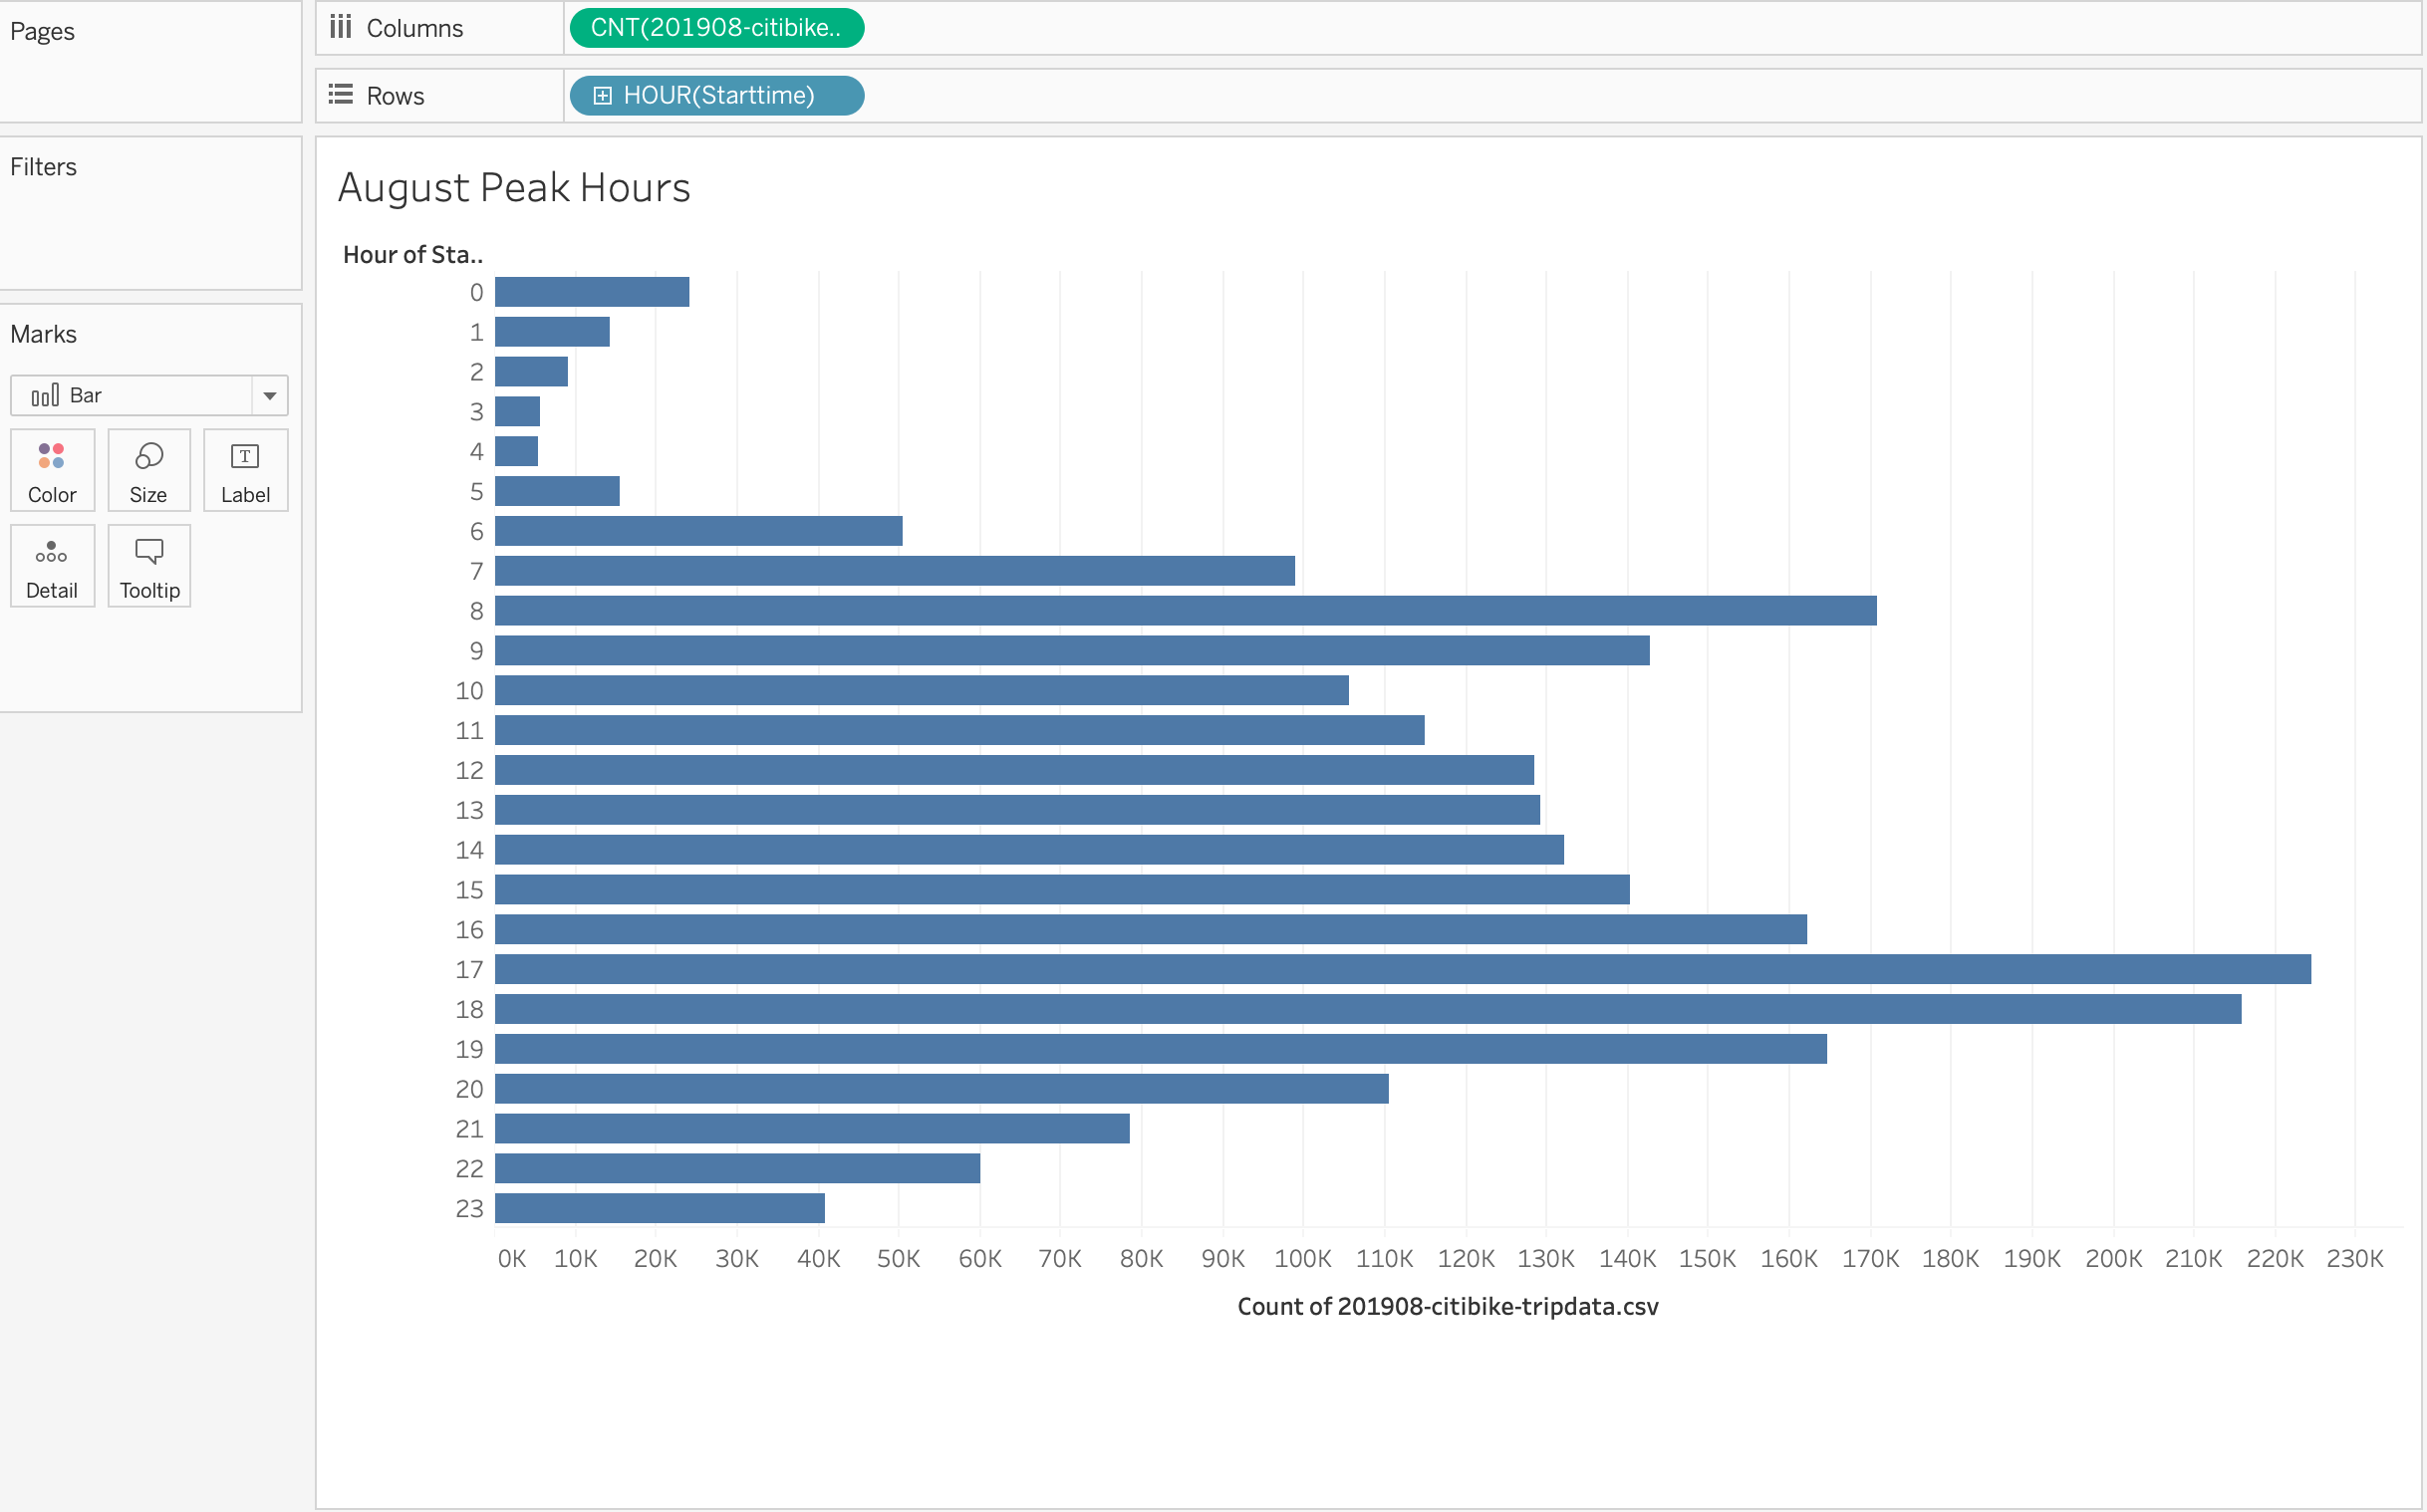 Pages
Columns
CNT(201908-citibike..
Rows
HOUR(Starttime)
Filters
Marks
Bar
Color
Size
T
Label
Detail
Tooltip
August Peak Hours
Hour of Sta..
0
1
2
3
4
5
6
7
8
9
10
11
12
13
14
15
16
17
18
19
20
21
22
23
0K 10K 20K 30K 40K 50K 60K 70K 80K 90K 100K 110K 120K 130K 140K 150K 160K 170K 180K 190K 200K 210K 220K 230K
Count of 201908-citibike-tripdata.csv